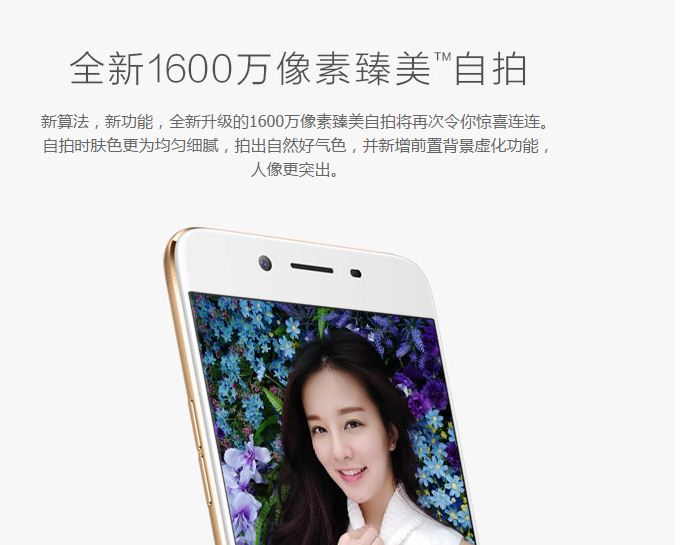 全新1600万像素臻美™自拍
新算法，新功能，全新升级的1600万像素臻美自拍将再次令你惊喜连连。
自拍时肤色更为均匀细腻，拍出自然好气色，并新增前置背景虚化功能，
人像更突出。